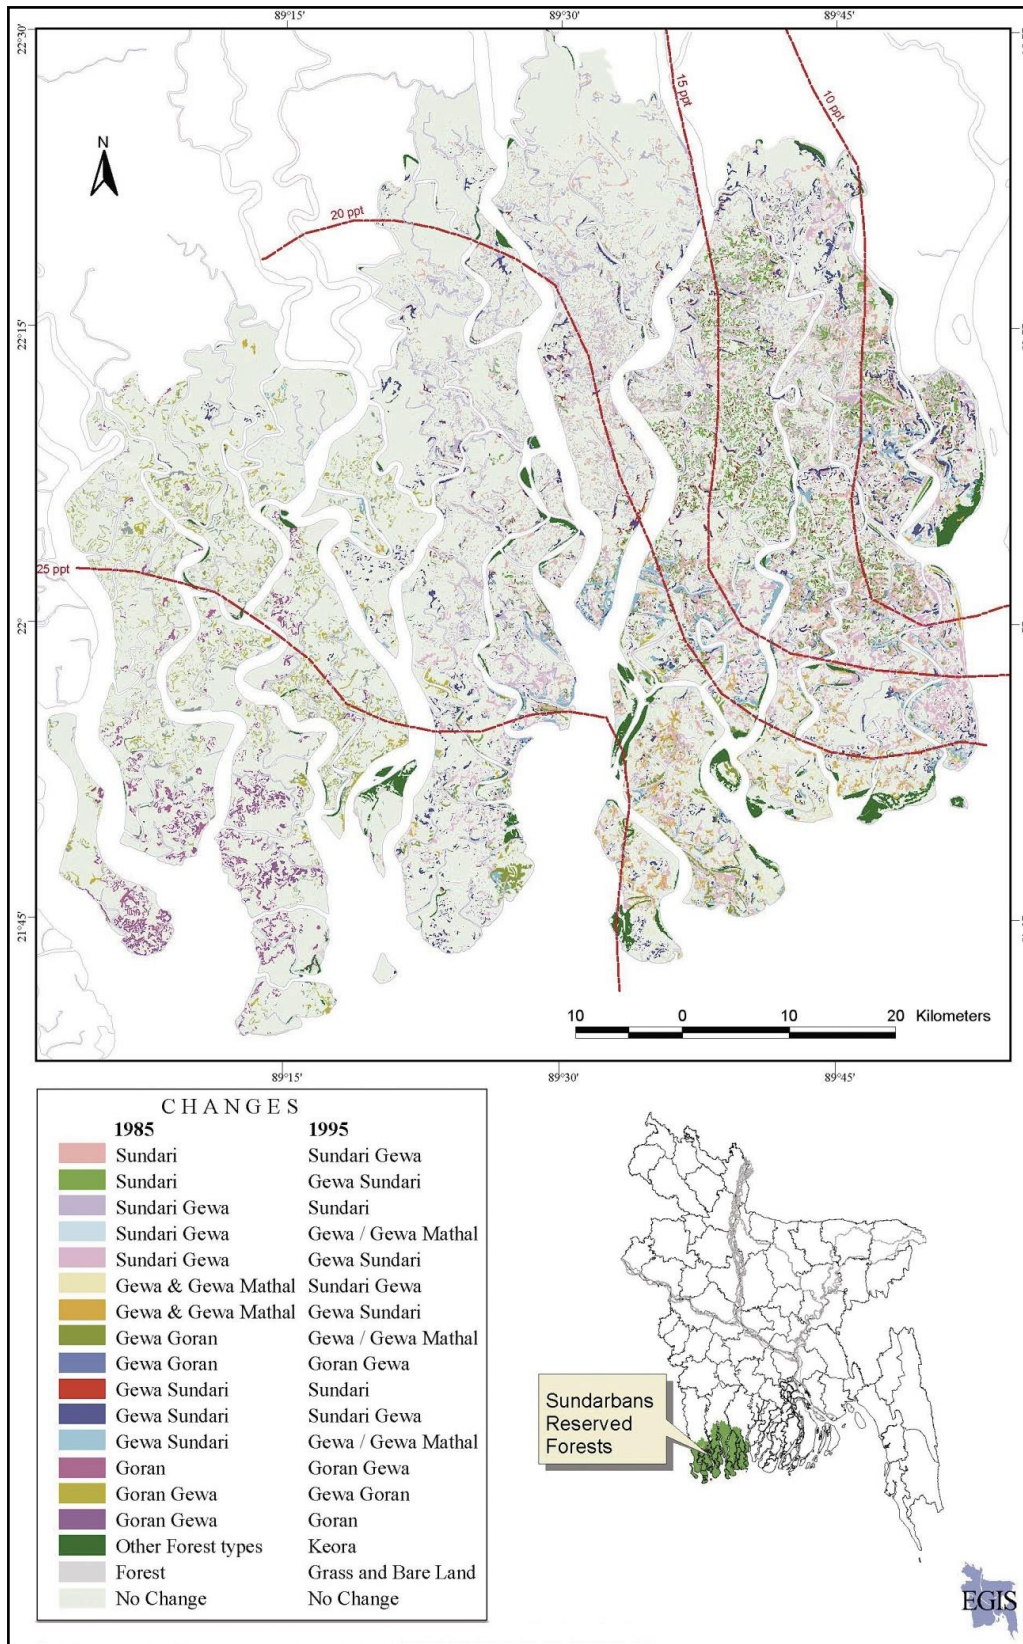 89°15' 89°30' 89°45'
22°30'
15 ppt
10 ppt
N
20 ppt
22°15'
25 ppt
22°
21°45'
10 0 10 20 Kilometers
89°15' 89°30' 89°45'
CHANGES
1985 1995
Sundari Sundari Gewa
Sundari Gewa Sundari
Sundari Gewa Sundari
Sundari Gewa Gewa / Gewa Mathal
Sundari Gewa Gewa Sundari
Gewa & Gewa Mathal Sundari Gewa
Gewa & Gewa Mathal Gewa Sundari
Gewa Goran Gewa / Gewa Mathal
Gewa Goran Goran Gewa
Gewa Sundari Sundari
Gewa Sundari Sundari Gewa
Gewa Sundari Gewa / Gewa Mathal
Goran Goran Gewa
Goran Gewa Gewa Goran
Goran Gewa Goran
Other Forest types Keora
Forest Grass and Bare Land
No Change No Change
Sundarbans
Reserved
Forests
EGIS